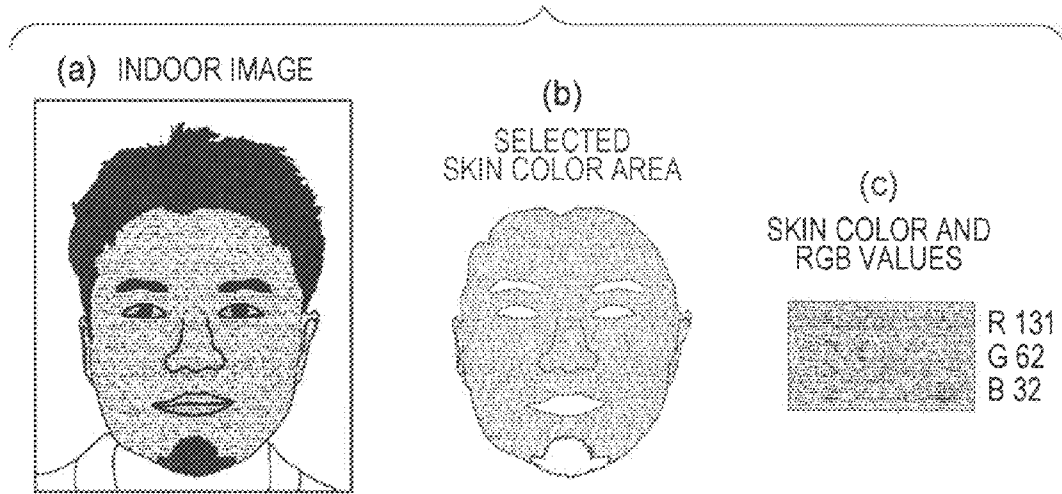 (a) INDOOR IMAGE
(b)
SELECTED
SKIN COLOR AREA
(c)
SKIN COLOR AND
RGB VALUES
R 131
G 62
B 32